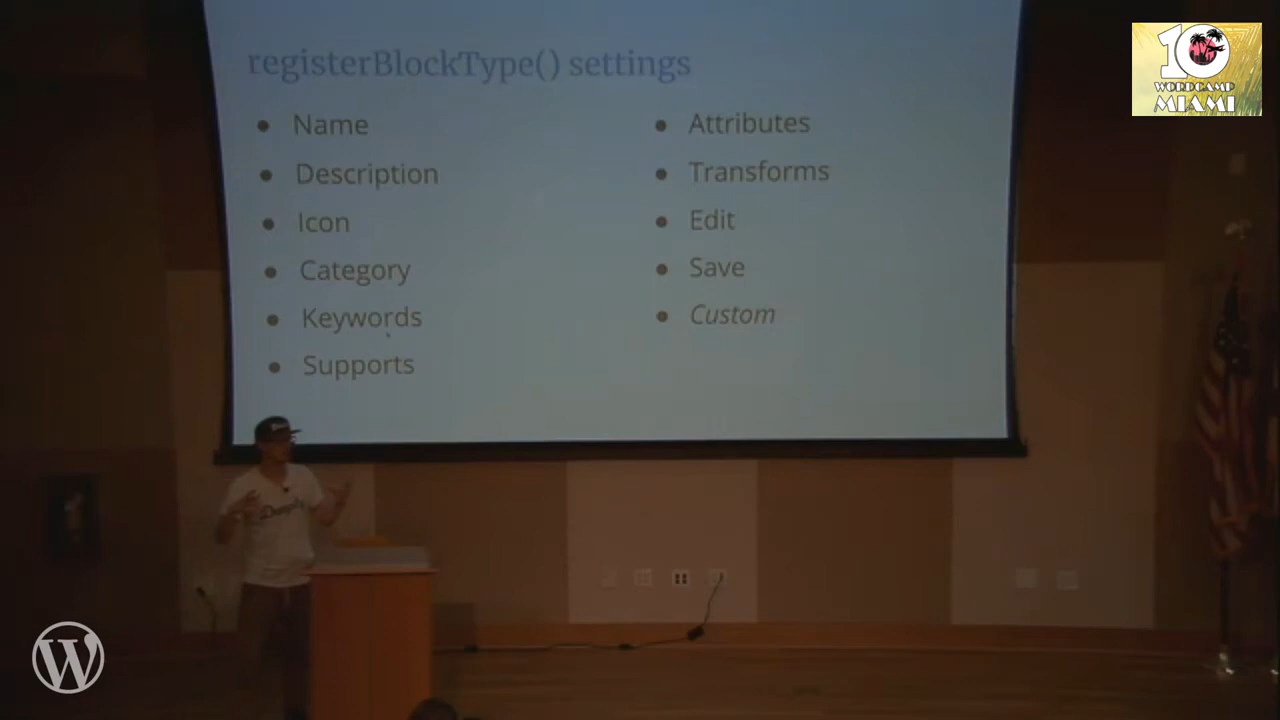 registerBlockType() settings
Name
Description
Icon
Category
Keywords
Supports
Attributes
Transforms
Edit
Save
Custom
10
WORDCAMP
MIAMI